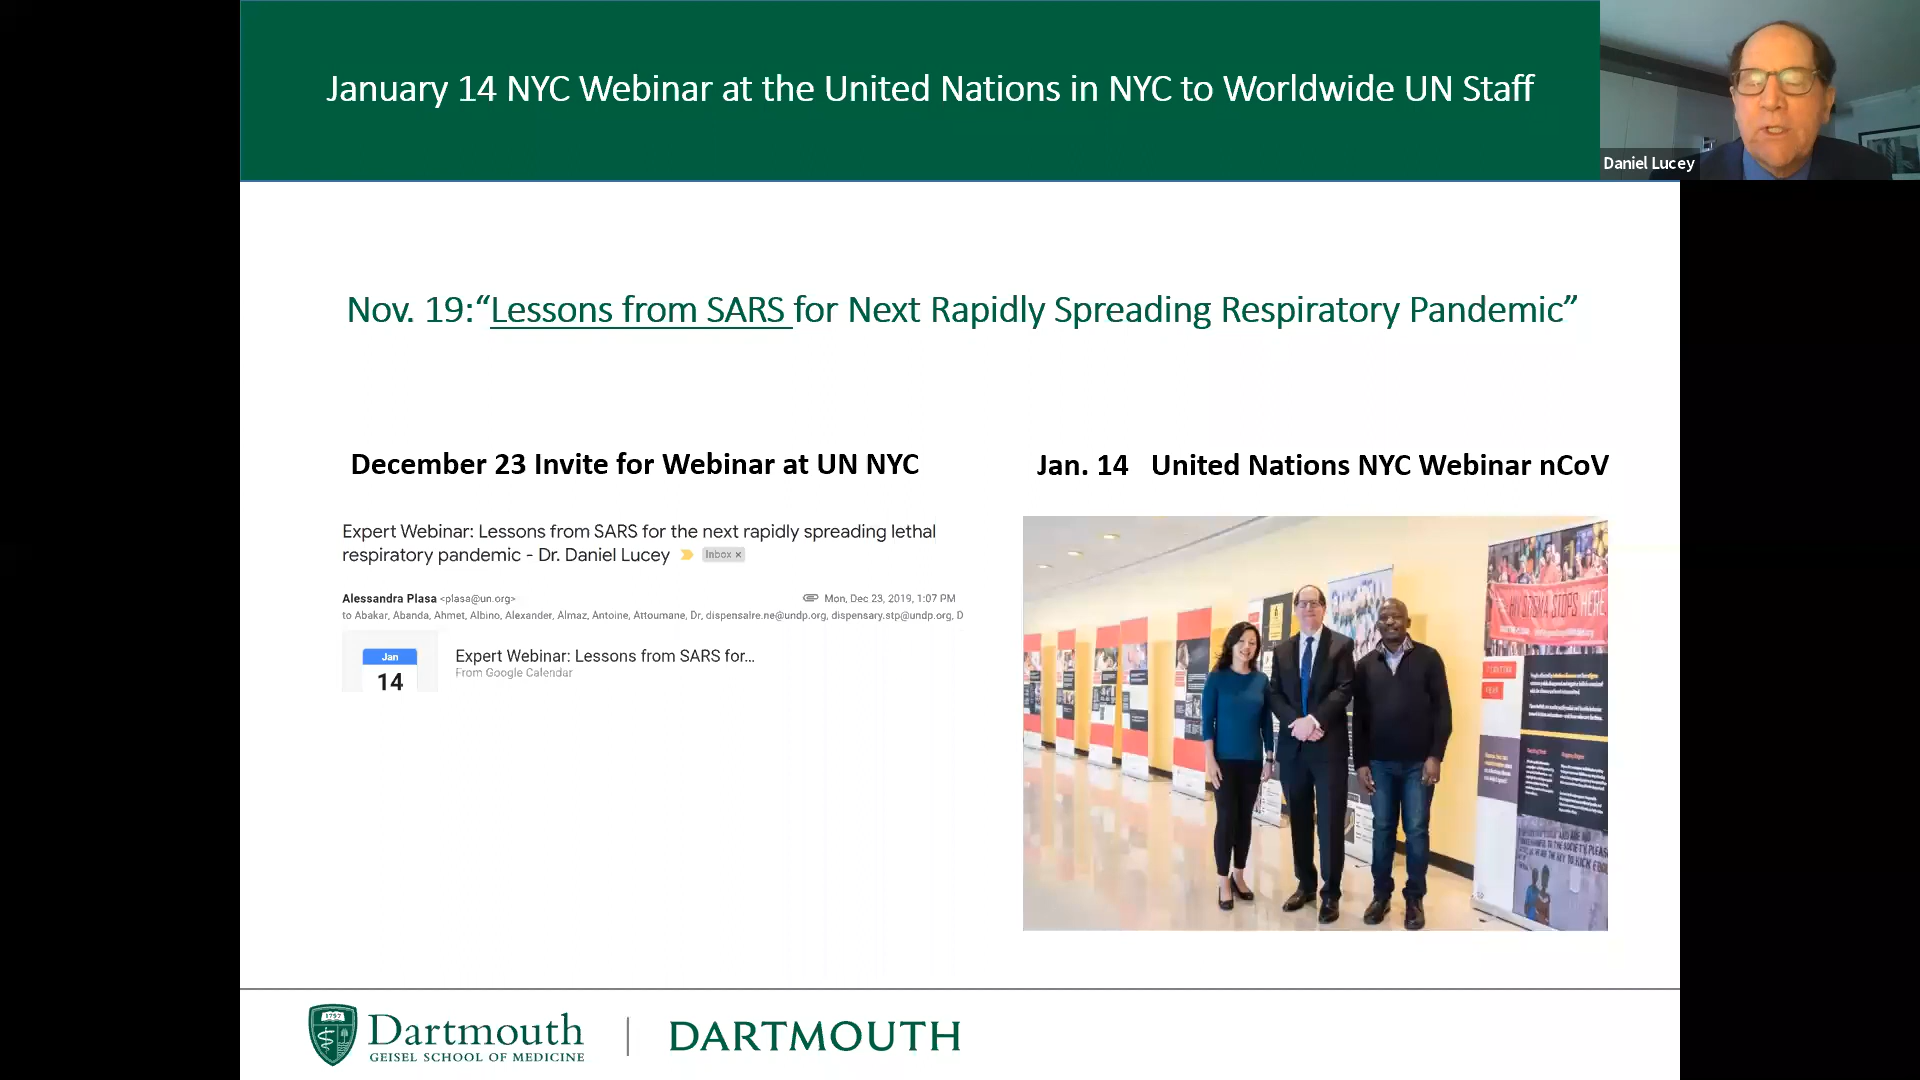 January 14 NYC Webinar at the United Nations in NYC to Worldwide UN Staff
Daniel Lucey
Nov. 19:“Lessons from SARS for Next Rapidly Spreading Respiratory Pandemic”
December 23 Invite for Webinar at UN NYC
Expert Webinar: Lessons from SARS for the next rapidly spreading lethal
respiratory pandemic - Dr. Daniel Lucey Inbox x
Alessandra Plasa <plasa@un.org> Mon, Dec 23, 2019, 1:07 PM
to Abakar, Abanda, Ahmet, Albino, Alexander, Almaz, Antoine, Attoumane, Dr, dispensaire.ne@undp.org, dispensary.stp@undp.org, D
Jan
14
Expert Webinar: Lessons from SARS for...
From Google Calendar
Jan. 14 United Nations NYC Webinar nCoV
STIGMA STOPS HERE
1797
Dartmouth
GEISEL SCHOOL OF MEDICINE
DARTMOUTH